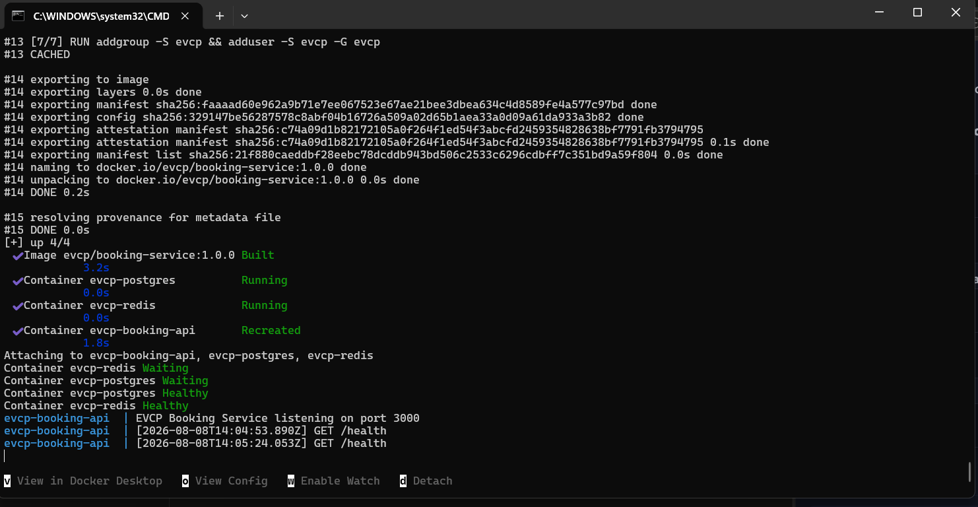 C:\WINDOWS\system32\CMD
#13 [7/7] RUN addgroup -S evcp && adduser -S evcp -G evcp
#13 CACHED
#14 exporting to image
#14 exporting layers 0.0s done
#14 exporting manifest sha256:faaaad60e962a9b71e7ee067523e67ae21bee3dbea634c4d8589fe4a577c97bd done
#14 exporting config sha256:329147be56287578c8abf04b16726a509a02d65b1aea33a0d09a61da933a3b82 done
#14 exporting attestation manifest sha256:c74a09d1b82172105a0f264f1ed54f3abcfd2459354828638bf7791fb3794795
#14 exporting attestation manifest sha256:c74a09d1b82172105a0f264f1ed54f3abcfd2459354828638bf7791fb3794795 0.1s done
#14 exporting manifest list sha256:21f880caeddbf28eebc78dcddb943bd506c2533c6296cdbff7c351bd9a59f804 0.0s done
#14 naming to docker.io/evcp/booking-service:1.0.0 done
#14 unpacking to docker.io/evcp/booking-service:1.0.0 0.0s done
#14 DONE 0.2s
#15 resolving provenance for metadata file
#15 DONE 0.0s
[+] up 4/4
✔Image evcp/booking-service:1.0.0 Built
3.2s
✔Container evcp-postgres Running
0.0s
✔Container evcp-redis Running
0.0s
✔Container evcp-booking-api Recreated
1.8s
Attaching to evcp-booking-api, evcp-postgres, evcp-redis
Container evcp-redis Waiting
Container evcp-postgres Waiting
Container evcp-postgres Healthy
Container evcp-redis Healthy
evcp-booking-api | EVCP Booking Service listening on port 3000
evcp-booking-api | [2026-08-08T14:04:53.890Z] GET /health
evcp-booking-api | [2026-08-08T14:05:24.053Z] GET /health
v View in Docker Desktop o View Config w Enable Watch d Detach